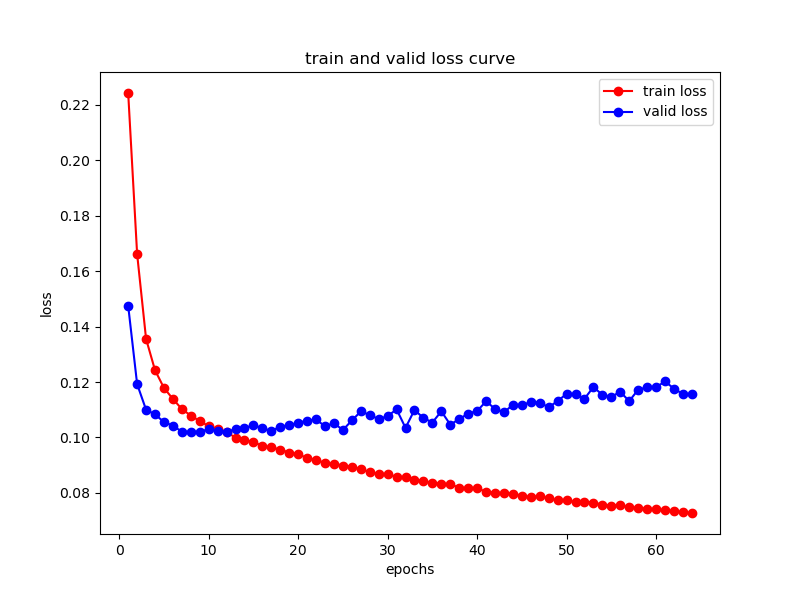 train and valid loss curve
train loss
valid loss
0.22
0.20
0.18
0.16
0.14
0.12
0.10
0.08
loss
0 10 20 30 40 50 60
epochs